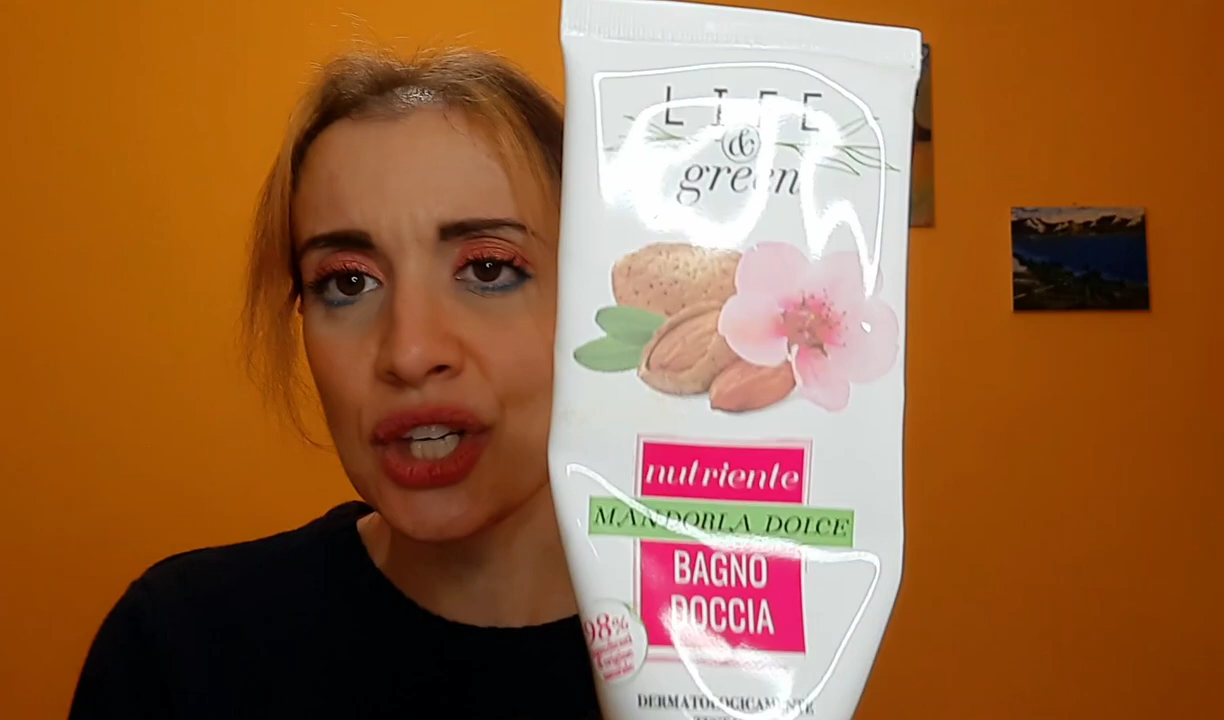 LIFE
&
green
nutriente
MANDORLA DOLCE
BAGNO
DOCCIA
98%
DERMATOLOGICAMENTE